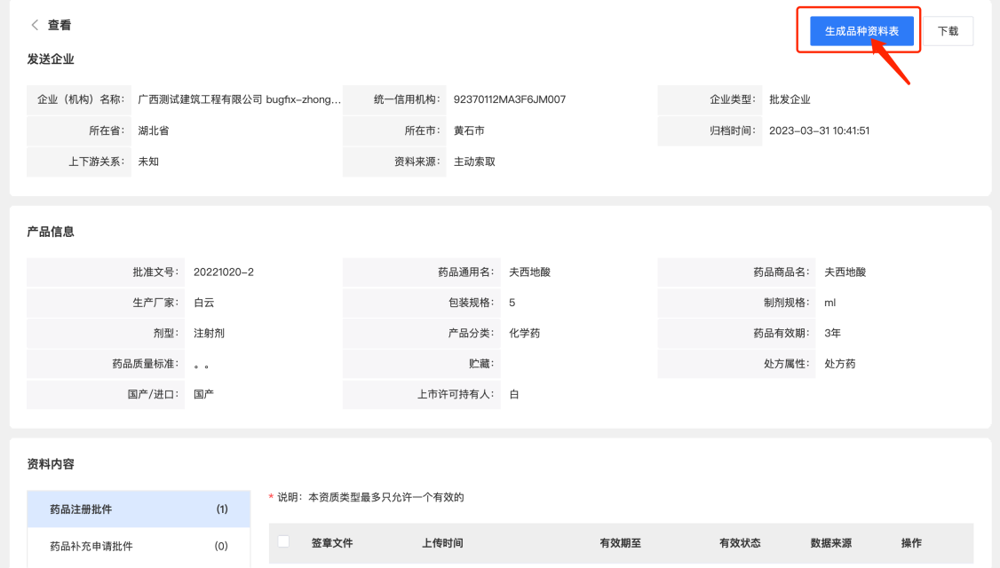 查看
生成品种资料表
下载
发送企业
企业（机构）名称： 广西测试建筑工程有限公司 bugfix-zhong... 统一信用机构： 92370112MA3F6JM007 企业类型： 批发企业
所在省： 湖北省 所在市： 黄石市 归档时间： 2023-03-31 10:41:51
上下游关系： 未知 资料来源： 主动索取
产品信息
批准文号： 20221020-2 药品通用名： 夫西地酸 药品商品名： 夫西地酸
生产厂家： 白云 包装规格： 5 制剂规格： ml
剂型： 注射剂 产品分类： 化学药 药品有效期： 3年
药品质量标准： 。。 贮藏： 处方属性： 处方药
国产/进口： 国产 上市许可持有人： 白
资料内容
药品注册批件 (1)
药品补充申请批件 (0)
* 说明：本资质类型最多只允许一个有效的
签章文件 上传时间 有效期至 有效状态 数据来源 操作